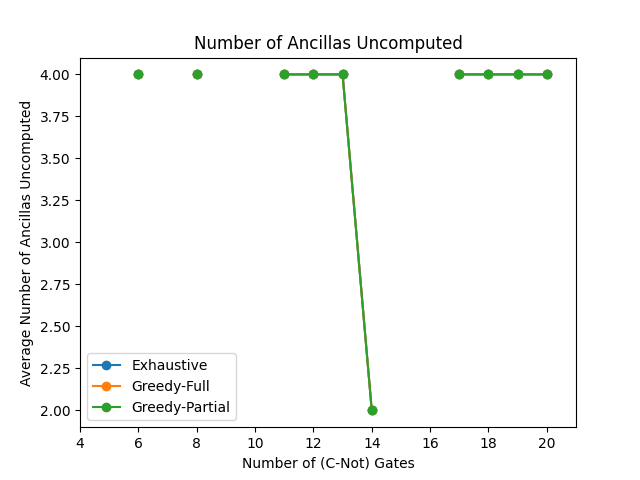 Number of Ancillas Uncomputed
Average Number of Ancillas Uncomputed
4.00
3.75
3.50
3.25
3.00
2.75
2.50
2.25
2.00
Exhaustive
Greedy-Full
Greedy-Partial
4 6 8 10 12 14 16 18 20
Number of (C-Not) Gates